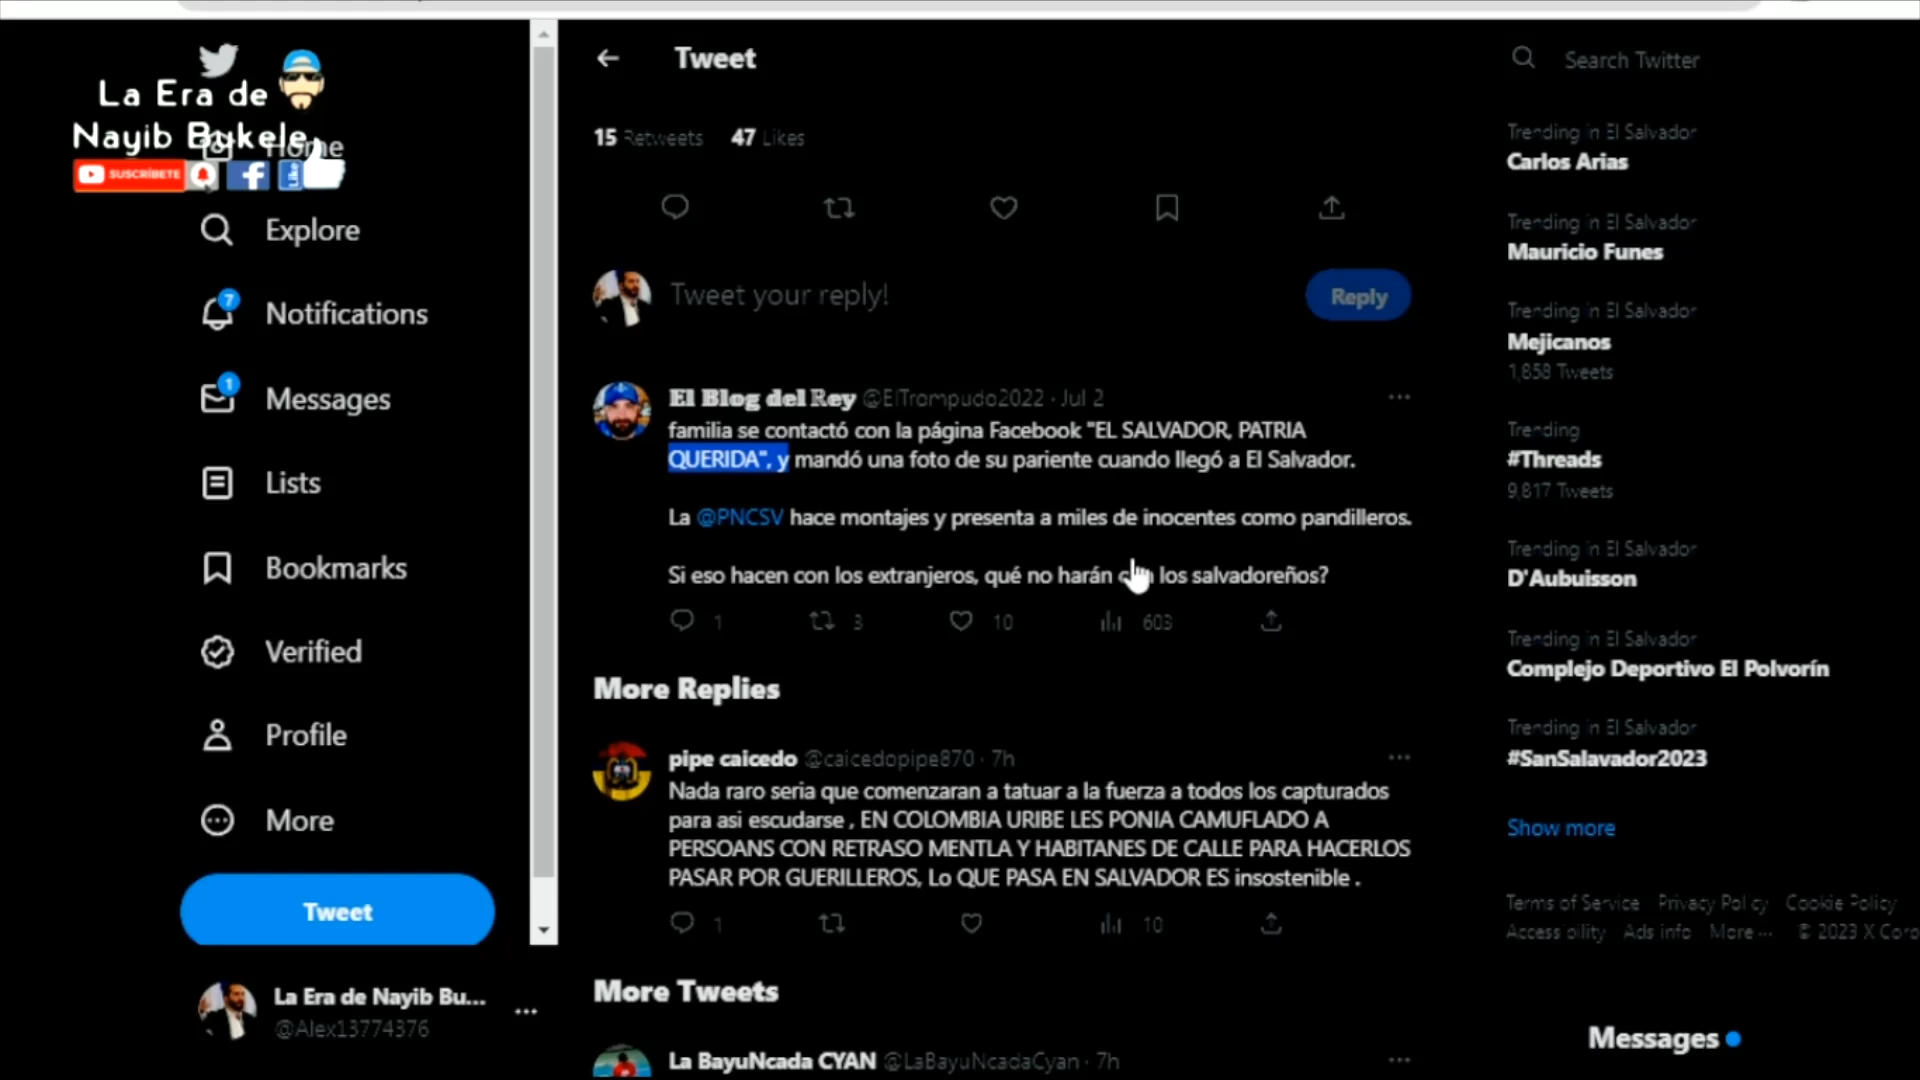 La Era de
Nayib Bukele
SUSCRÍBETE
Like
Home
Explore
7
Notifications
1
Messages
Lists
Bookmarks
Verified
Profile
More
Tweet
La Era de Nayib Bu...
@Alex13774376
Tweet
15 Retweets 47 Likes
Tweet your reply!
Reply
El Blog del Rey @ElTrompudo2022 · Jul 2
familia se contactó con la página Facebook "EL SALVADOR, PATRIA
QUERIDA", y mandó una foto de su pariente cuando llegó a El Salvador.
La @PNCSV hace montajes y presenta a miles de inocentes como pandilleros.
Si eso hacen con los extranjeros, qué no harán con los salvadoreños?
1 3 10 603
More Replies
pipe caicedo @caicedopipe870 · 7h
Nada raro seria que comenzaran a tatuar a la fuerza a todos los capturados
para asi escudarse , EN COLOMBIA URIBE LES PONIA CAMUFLADO A
PERSOANS CON RETRASO MENTLA Y HABITANES DE CALLE PARA HACERLOS
PASAR POR GUERILLEROS, Lo QUE PASA EN SALVADOR ES insostenible .
1 10
More Tweets
La BayuNcada CYAN @LaBayuNcadaCyan · 7h
Search Twitter
Trending in El Salvador
Carlos Arias
Trending in El Salvador
Mauricio Funes
Trending in El Salvador
Mejicanos
1,858 Tweets
Trending
#Threads
9,817 Tweets
Trending in El Salvador
D'Aubuisson
Trending in El Salvador
Complejo Deportivo El Polvorín
Trending in El Salvador
#SanSalavador2023
Show more
Terms of Service Privacy Policy Cookie Policy
Accessibility Ads info More ··· © 2023 X Corp
Messages